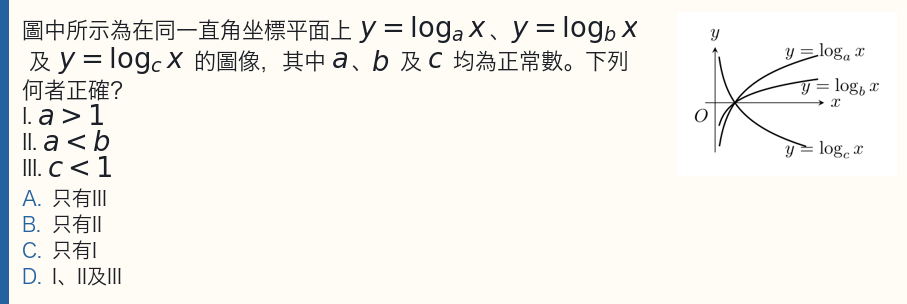 圖中所示為在同一直角坐標平面上 y = logₐ x、y = log_b x
及 y = log_c x 的圖像，其中 a、b 及 c 均為正常數。下列
何者正確？
I. a > 1
II. a < b
III. c < 1
A. 只有III
B. 只有II
C. 只有I
D. I、II及III
y
y = logₐ x
y = log_b x
x
O
y = log_c x